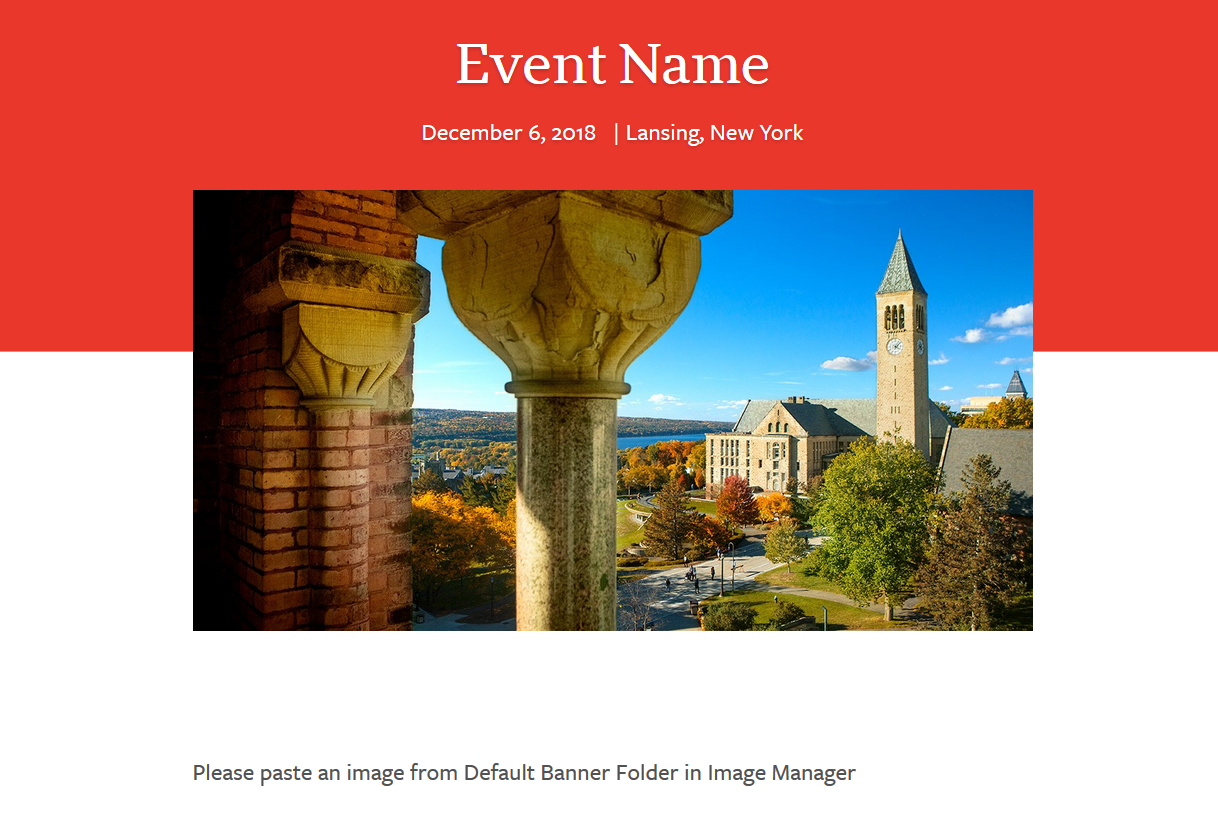 Event Name
December 6, 2018 | Lansing, New York
Please paste an image from Default Banner Folder in Image Manager